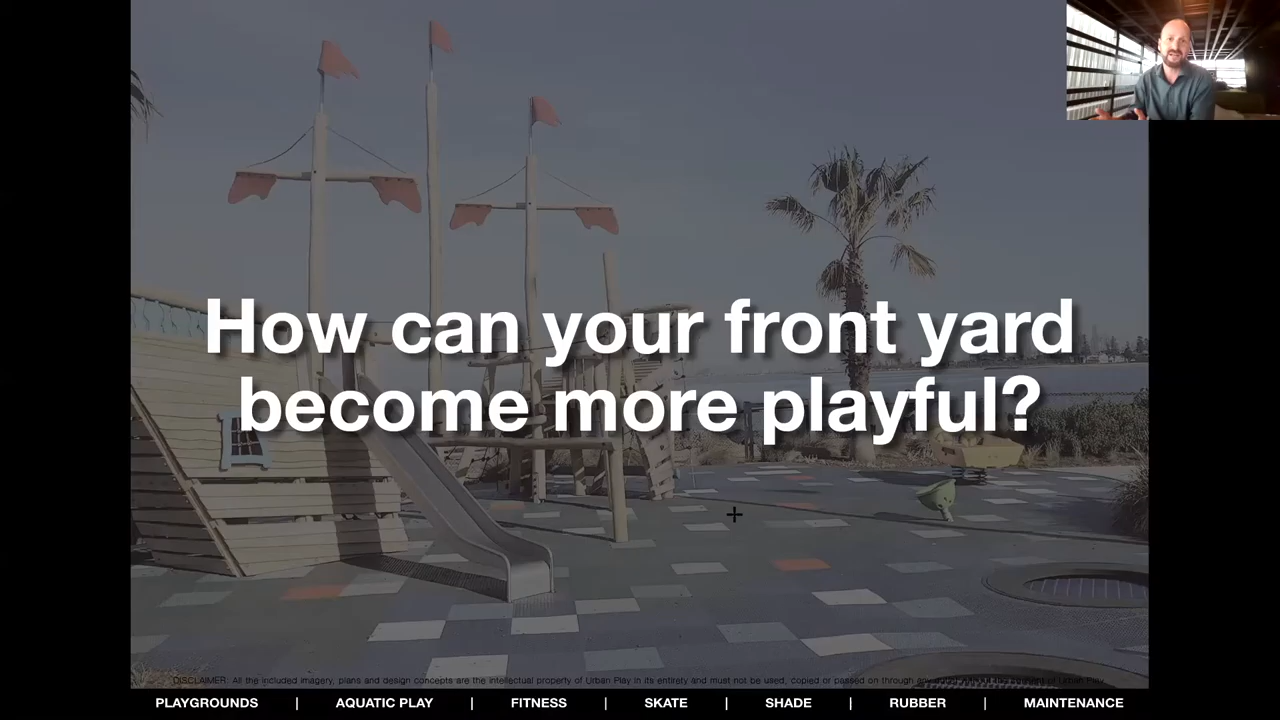 How can your front yard
become more playful?
DISCLAIMER: All the included imagery, plans and design concepts are the intellectual property of Urban Play in its entirety and must not be used, copied or passed on through any
PLAYGROUNDS | AQUATIC PLAY | FITNESS | SKATE | SHADE | RUBBER | MAINTENANCE